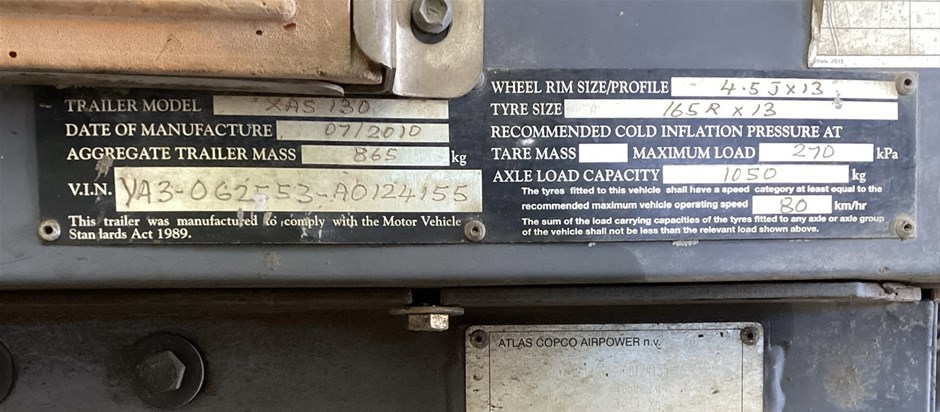 TRAILER MODEL XAS 130
DATE OF MANUFACTURE 07/2010
AGGREGATE TRAILER MASS 865 kg
V.I.N. YA3-062553-A0124155
This trailer was manufactured to comply with the Motor Vehicle
Standards Act 1989.
WHEEL RIM SIZE/PROFILE 4.5Jx13
TYRE SIZE 165R x 13
RECOMMENDED COLD INFLATION PRESSURE AT
TARE MASS MAXIMUM LOAD 270 kPa
AXLE LOAD CAPACITY 1050 kg
The tyres fitted to this vehicle shall have a speed category at least equal to the
recommended maximum vehicle operating speed 80 km/hr
The sum of the load carrying capacities of the tyres fitted to any axle or axle group
of the vehicle shall not be less than the relevant load shown above.
ATLAS COPCO AIRPOWER n.v.